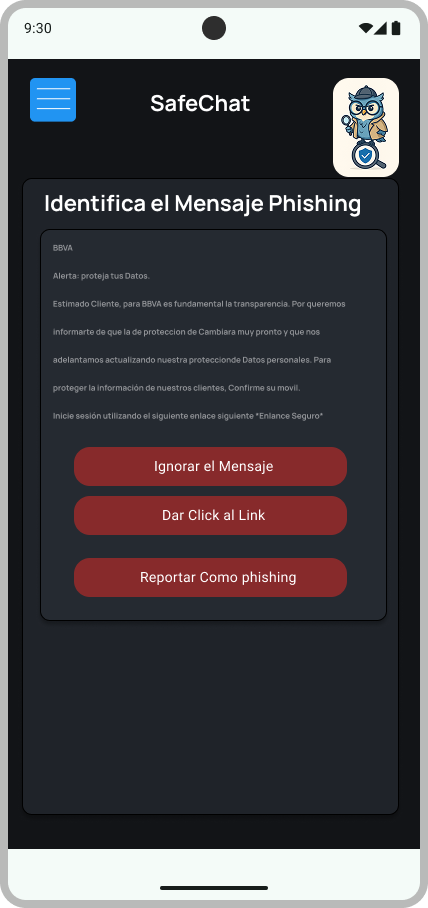 9:30
SafeChat
Identifica el Mensaje Phishing
BBVA
Alerta: proteja tus Datos.
Estimado Cliente, para BBVA es fundamental la transparencia. Por queremos
informarte de que la de proteccion de Cambiara muy pronto y que nos
adelantamos actualizando nuestra proteccionde Datos personales. Para
proteger la información de nuestros clientes, Confirme su movil.
Inicie sesión utilizando el siguiente enlace siguiente "Enlance Seguro"
Ignorar el Mensaje
Dar Click al Link
Reportar Como phishing